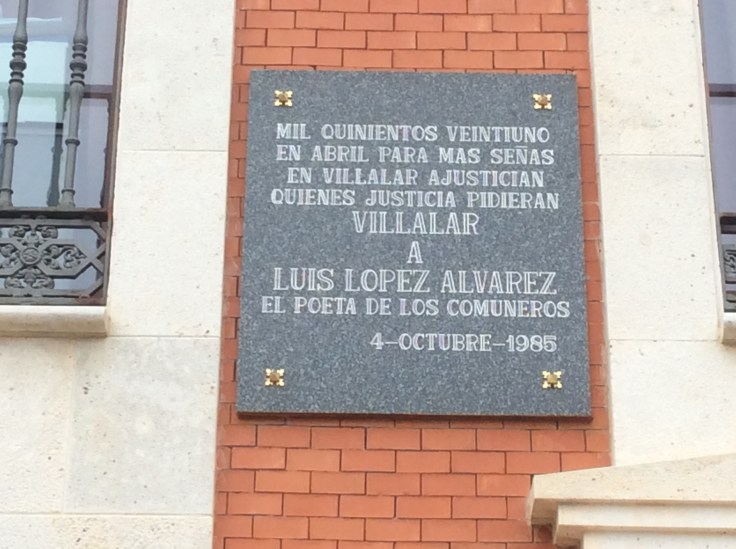 MIL QUINIENTOS VEINTIUNO
EN ABRIL PARA MAS SEÑAS
EN VILLALAR AJUSTICIAN
QUIENES JUSTICIA PIDIERAN
VILLALAR
A
LUIS LOPEZ ALVAREZ
EL POETA DE LOS COMUNEROS
4-OCTUBRE-1985